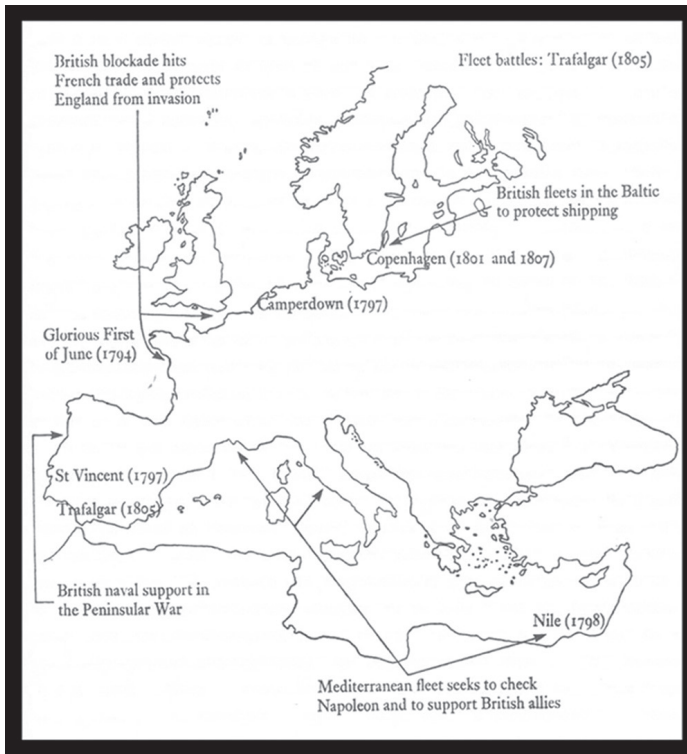 British blockade hits
French trade and protects
England from invasion
Fleet battles: Trafalgar (1805)
British fleets in the Baltic
to protect shipping
Copenhagen (1801 and 1807)
Camperdown (1797)
Glorious First
of June (1794)
St Vincent (1797)
Trafalgar (1805)
British naval support in
the Peninsular War
Nile (1798)
Mediterranean fleet seeks to check
Napoleon and to support British allies